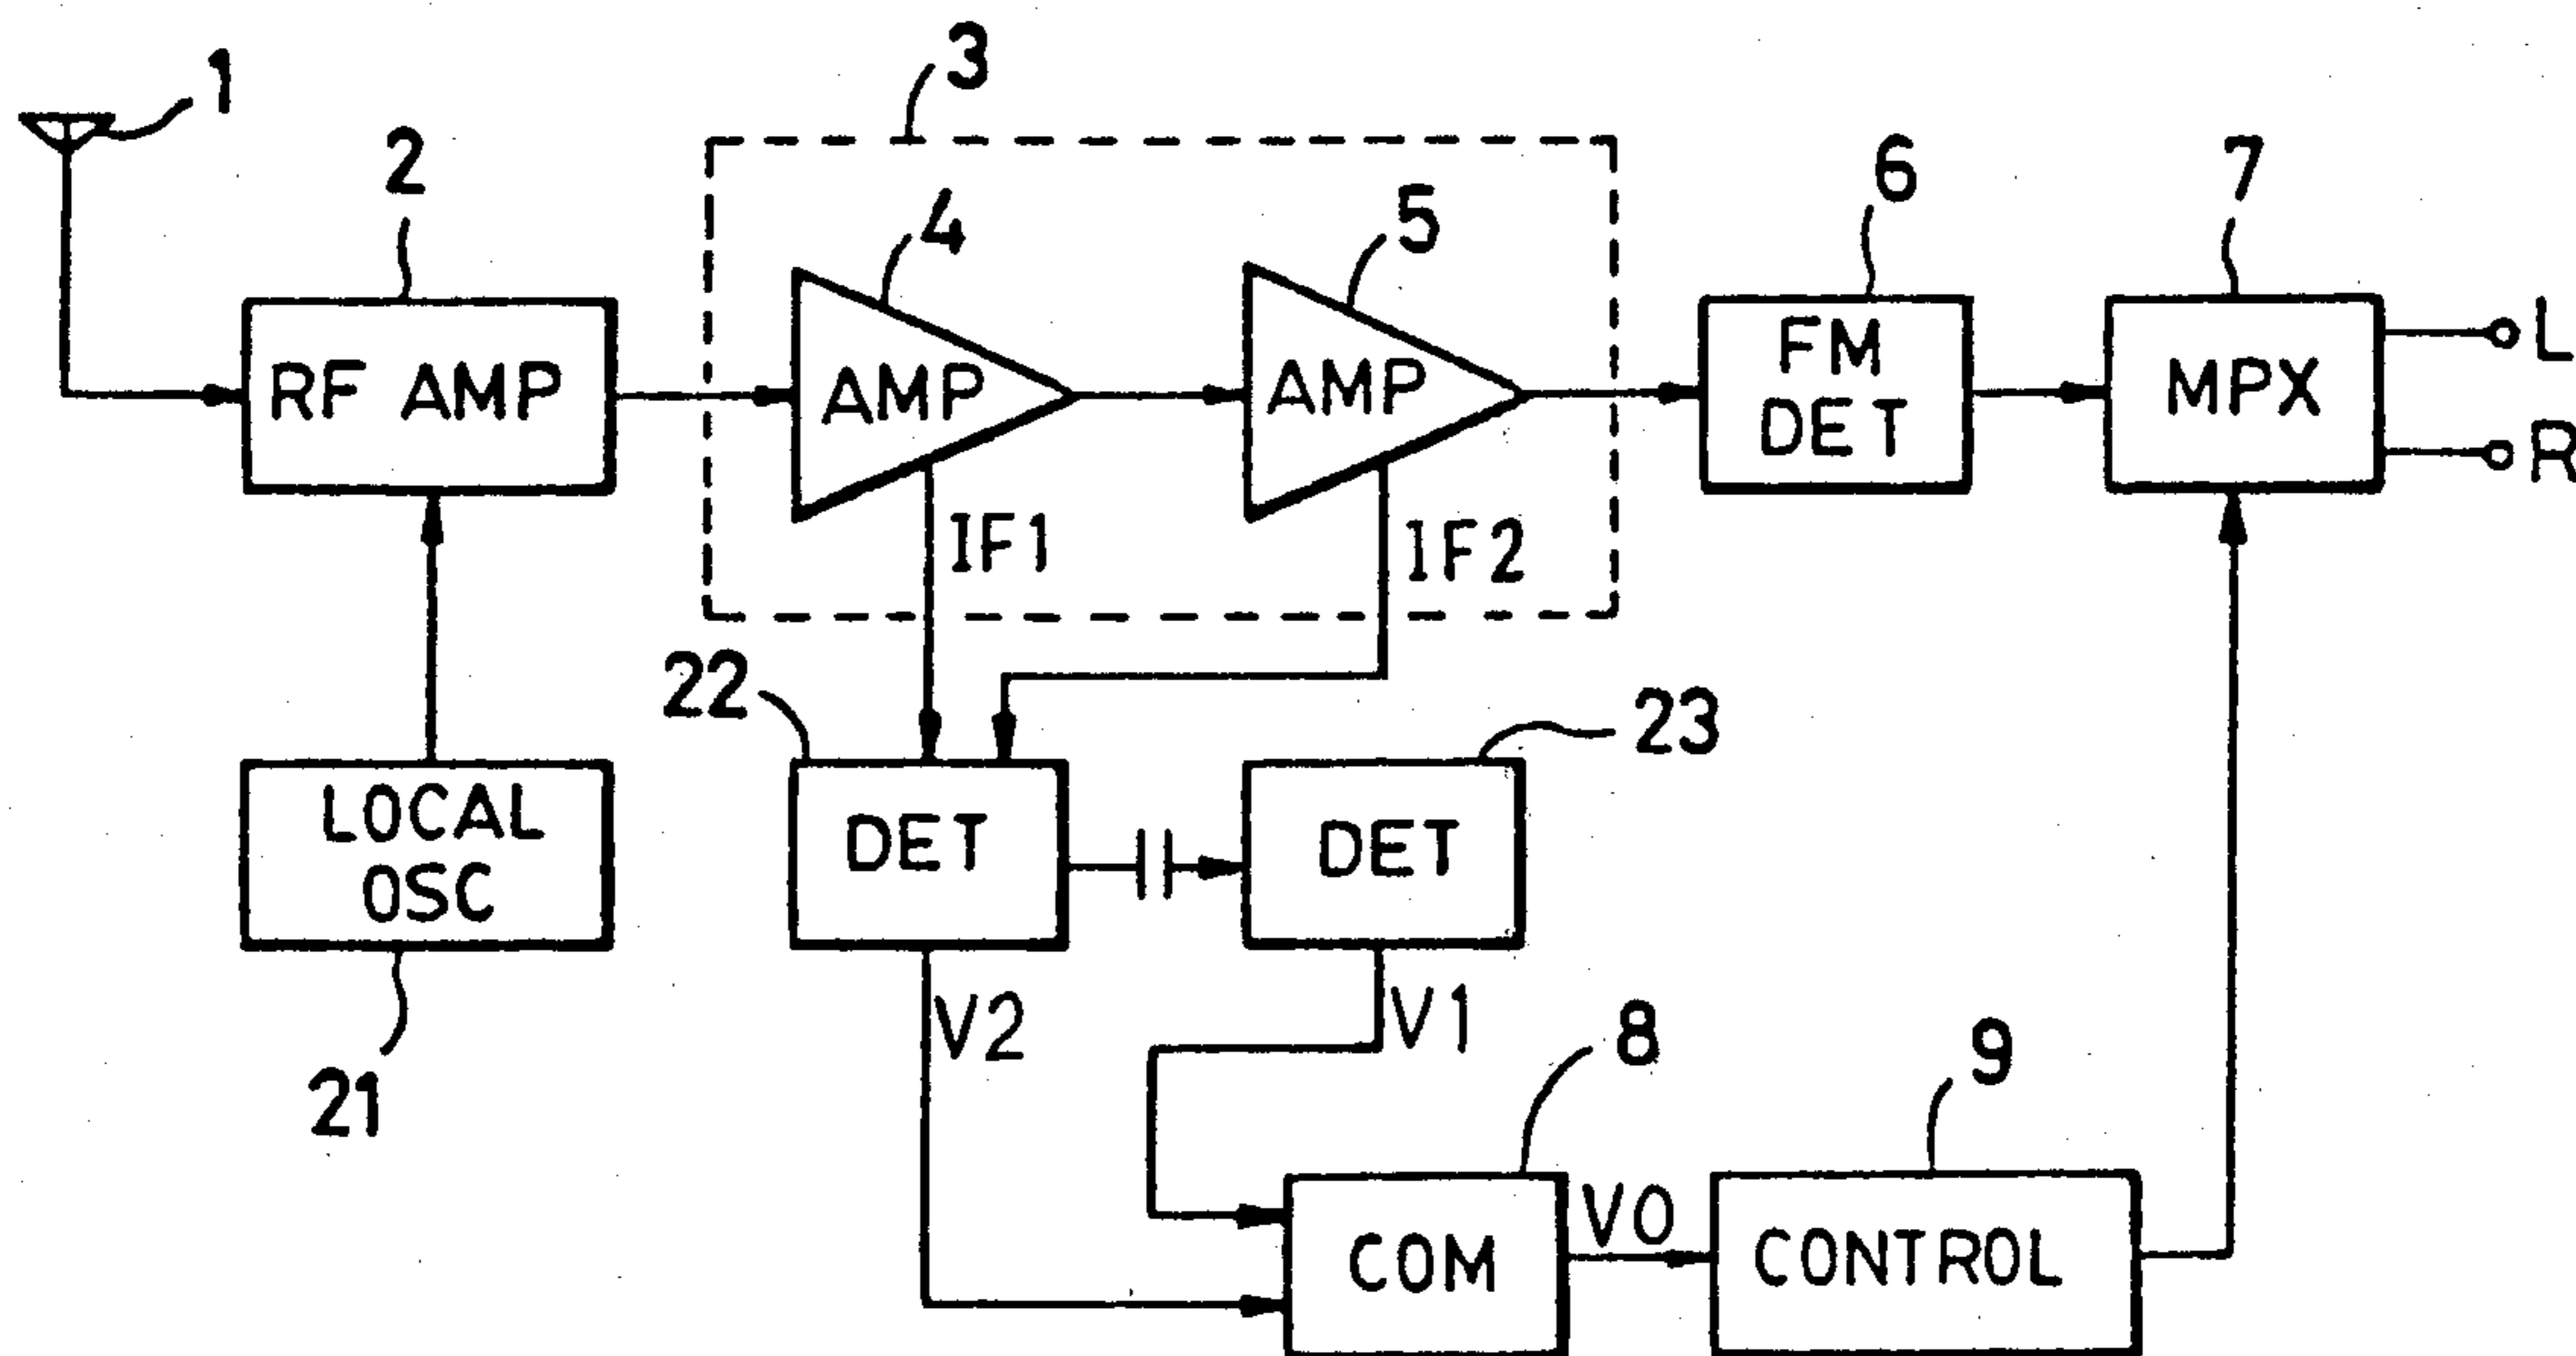 1
2
3
4
5
6
7
RF AMP
AMP
AMP
FM
DET
MPX
L
R
IF1
IF2
LOCAL
OSC
21
22
DET
23
DET
V2
V1
8
COM
V0
9
CONTROL